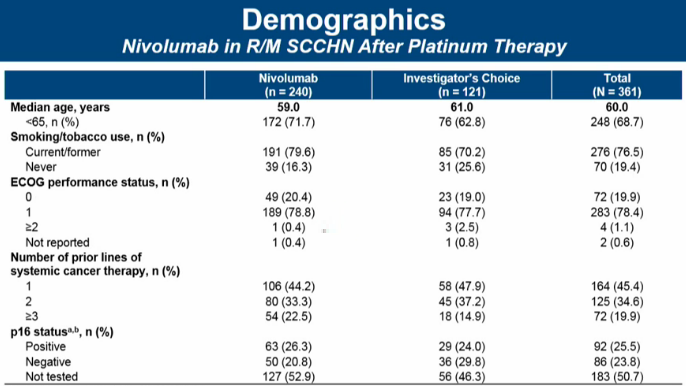 Demographics
Nivolumab in R/M SCCHN After Platinum Therapy
Nivolumab (n = 240) Investigator's Choice (n = 121) Total (N = 361)
Median age, years 59.0 61.0 60.0
<65, n (%) 172 (71.7) 76 (62.8) 248 (68.7)
Smoking/tobacco use, n (%)
Current/former 191 (79.6) 85 (70.2) 276 (76.5)
Never 39 (16.3) 31 (25.6) 70 (19.4)
ECOG performance status, n (%)
0 49 (20.4) 23 (19.0) 72 (19.9)
1 189 (78.8) 94 (77.7) 283 (78.4)
≥2 1 (0.4) 3 (2.5) 4 (1.1)
Not reported 1 (0.4) 1 (0.8) 2 (0.6)
Number of prior lines of
systemic cancer therapy, n (%)
1 106 (44.2) 58 (47.9) 164 (45.4)
2 80 (33.3) 45 (37.2) 125 (34.6)
≥3 54 (22.5) 18 (14.9) 72 (19.9)
p16 statusᵃ,ᵇ, n (%)
Positive 63 (26.3) 29 (24.0) 92 (25.5)
Negative 50 (20.8) 36 (29.8) 86 (23.8)
Not tested 127 (52.9) 56 (46.3) 183 (50.7)